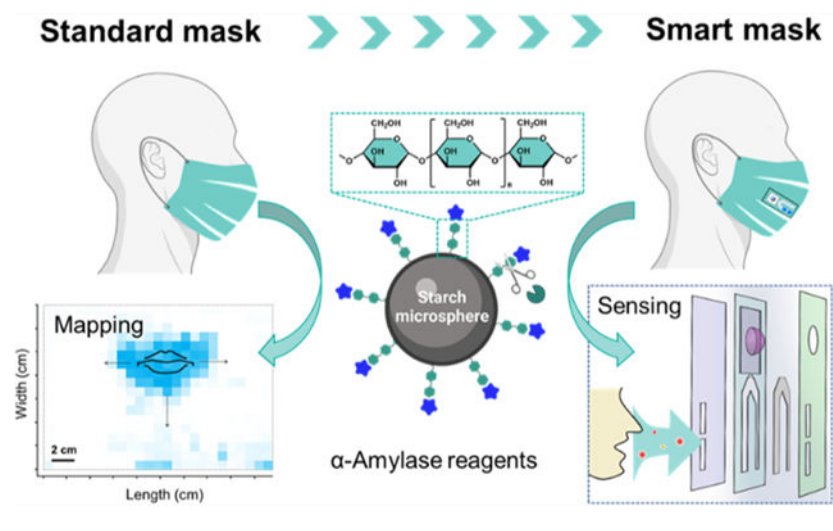 Standard mask
Smart mask
CH₂OH
CH₂OH
CH₂OH
O
O
O
OH
OH
OH
O
O
O
O
OH
OH
OH
n
Starch
microsphere
Mapping
Width (cm)
2 cm
Length (cm)
α-Amylase reagents
Sensing